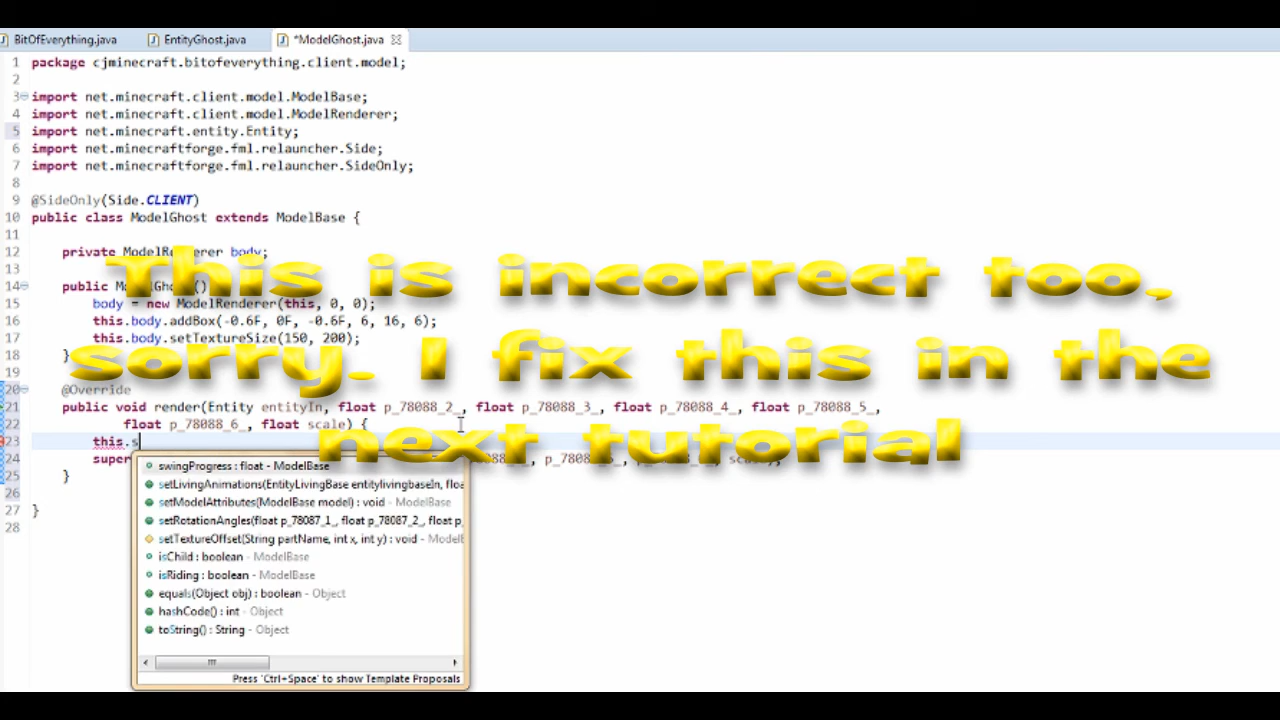 BitOfEverything.java EntityGhost.java *ModelGhost.java
1 package cjminecraft.bitofeverything.client.model;
2
3 import net.minecraft.client.model.ModelBase;
4 import net.minecraft.client.model.ModelRenderer;
5 import net.minecraft.entity.Entity;
6 import net.minecraftforge.fml.relauncher.Side;
7 import net.minecraftforge.fml.relauncher.SideOnly;
8
9 @SideOnly(Side.CLIENT)
10 public class ModelGhost extends ModelBase {
11
12 private ModelRenderer body;
13
This is incorrect too,
14 public ModelGhost()
15 body = new ModelRenderer(this, 0, 0);
16 this.body.addBox(-0.6F, 0F, -0.6F, 6, 16, 6);
17 this.body.setTextureSize(150, 200);
18 }
sorry. I fix this in the
19
20 @Override
21 public void render(Entity entityIn, float p_78088_2_, float p_78088_3_, float p_78088_4_, float p_78088_5_,
float p_78088_6_, float scale) {
23 this.s
next tutorial
24 super
25 }
26
27 }
28
swingProgress : float - ModelBase
setLivingAnimations(EntityLivingBase entitylivingbaseIn, floa
setModelAttributes(ModelBase model) : void - ModelBase
setRotationAngles(float p_78087_1_, float p_78087_2_, float p_
setTextureOffset(String partName, int x, int y) : void - ModelB
isChild : boolean - ModelBase
isRiding : boolean - ModelBase
equals(Object obj) : boolean - Object
hashCode() : int - Object
toString() : String - Object
Press 'Ctrl+Space' to show Template Proposals